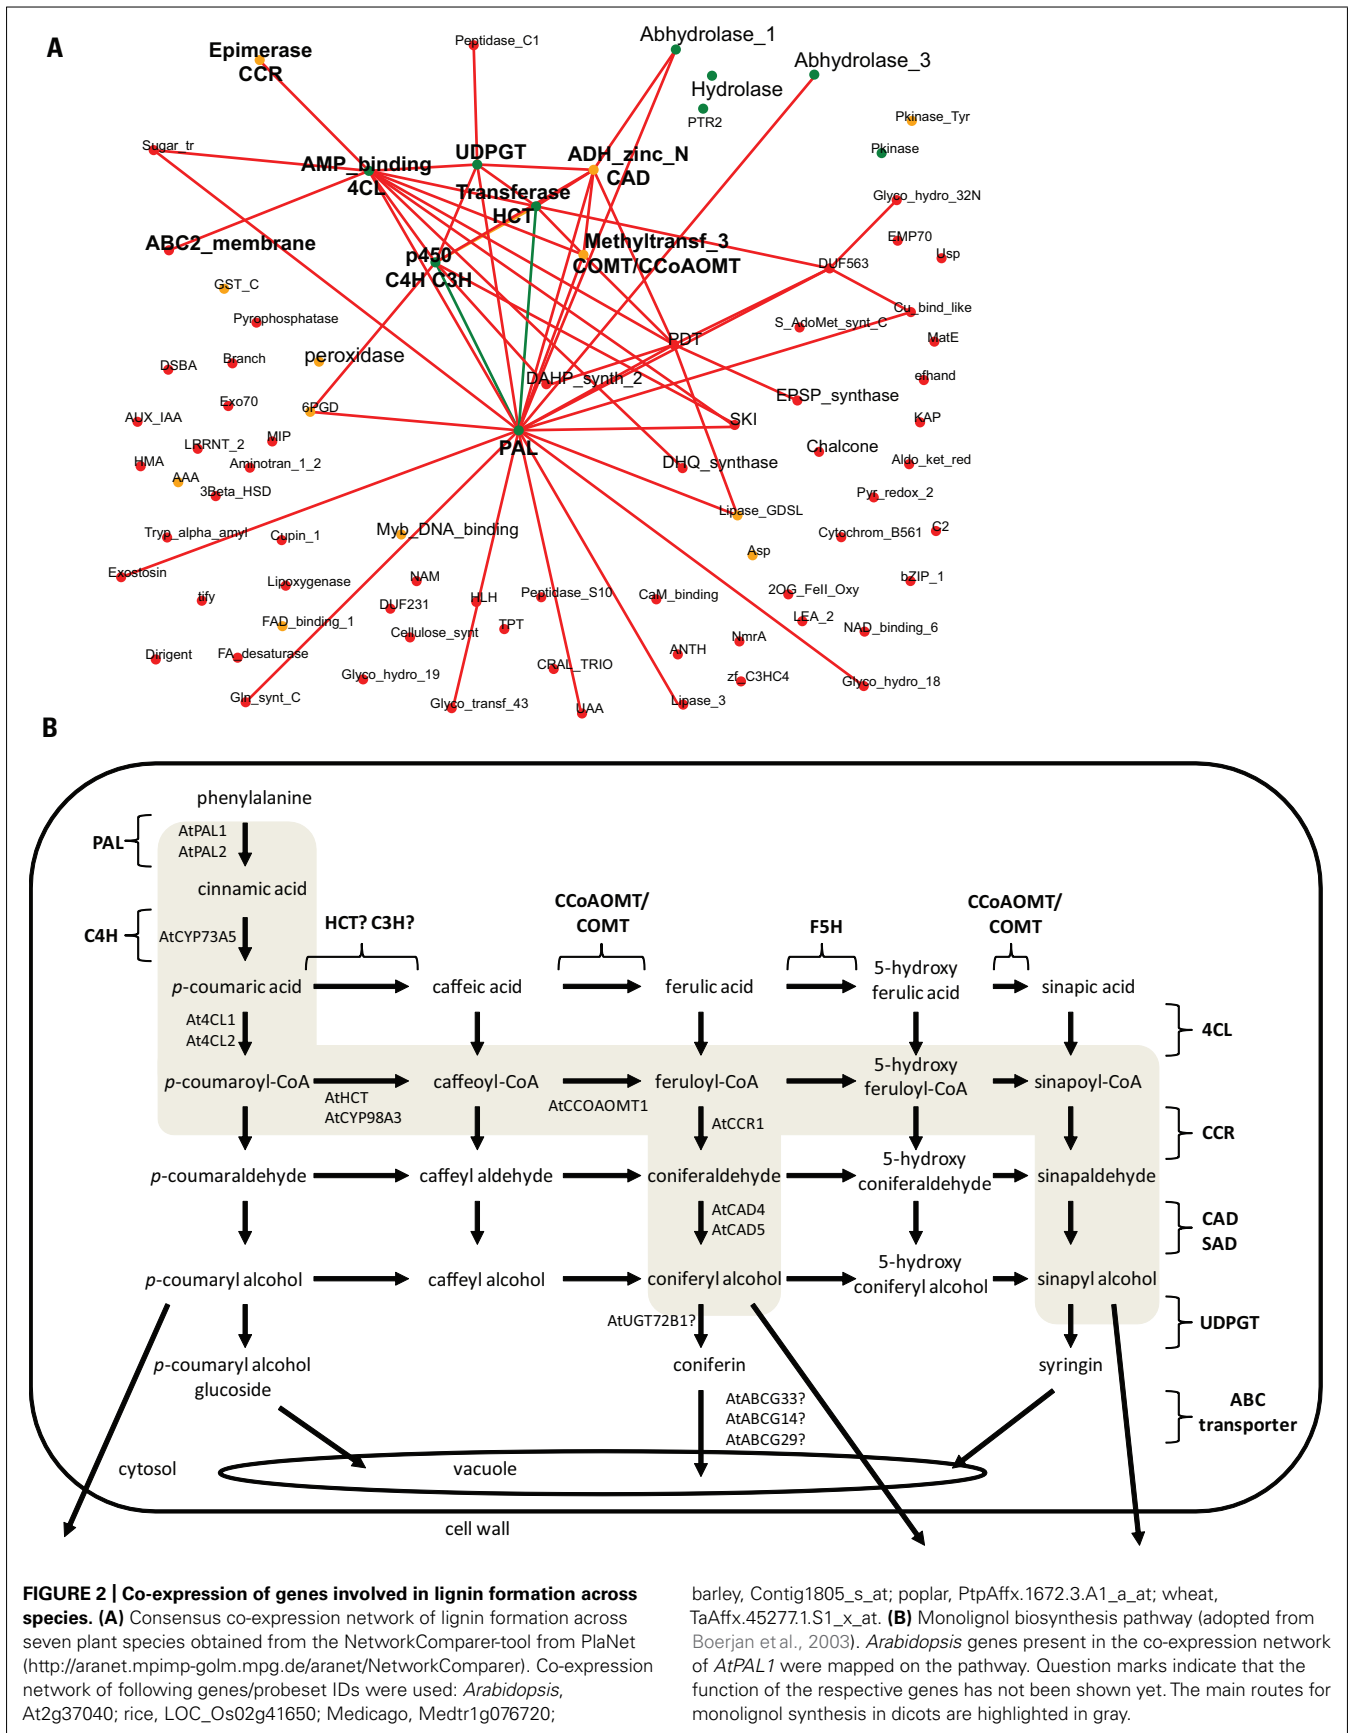 A
Epimerase
CCR
Peptidase_C1
Abhydrolase_1
Abhydrolase_3
Hydrolase
PTR2
Pkinase_Tyr
Pkinase
Sugar_tr
AMP_binding
4CL
UDPGT
ADH_zinc_N
CAD
Transferase
HCT
Glyco_hydro_32N
ABC2_membrane
p450
C4H C3H
Methyltransf_3
COMT/CCoAOMT
EMP70
Usp
DUF563
GST_C
Cu_bind_like
Pyrophosphatase
S_AdoMet_synt_C
MatE
PDT
DSBA
Branch
peroxidase
DAHP_synth_2
efhand
EPSP_synthase
Exo70
6PGD
AUX_IAA
SKI
KAP
LRRNT_2
MIP
PAL
Chalcone
HMA
Aminotran_1_2
DHQ_synthase
Aldo_ket_red
AAA
3Beta_HSD
Pyr_redox_2
Lipase_GDSL
Tryp_alpha_amyl
Cupin_1
Myb_DNA_binding
Cytochrom_B561
C2
Asp
Exostosin
Lipoxygenase
NAM
bZIP_1
tify
DUF231
HLH
Peptidase_S10
CaM_binding
2OG_FeII_Oxy
FAD_binding_1
Cellulose_synt
TPT
LEA_2
NAD_binding_6
NmrA
Dirigent
FA_desaturase
ANTH
Glyco_hydro_19
CRAL_TRIO
zf_C3HC4
Glyco_hydro_18
Gln_synt_C
Glyco_transf_43
UAA
Lipase_3
B
phenylalanine
PAL
AtPAL1
AtPAL2
cinnamic acid
C4H
AtCYP73A5
HCT? C3H?
CCoAOMT/
COMT
F5H
CCoAOMT/
COMT
p-coumaric acid
caffeic acid
ferulic acid
5-hydroxy
ferulic acid
sinapic acid
At4CL1
At4CL2
4CL
p-coumaroyl-CoA
caffeoyl-CoA
feruloyl-CoA
5-hydroxy
feruloyl-CoA
sinapoyl-CoA
AtHCT
AtCYP98A3
AtCCOAOMT1
AtCCR1
CCR
p-coumaraldehyde
caffeyl aldehyde
coniferaldehyde
5-hydroxy
coniferaldehyde
sinapaldehyde
AtCAD4
AtCAD5
CAD
SAD
p-coumaryl alcohol
caffeyl alcohol
coniferyl alcohol
5-hydroxy
coniferyl alcohol
sinapyl alcohol
AtUGT72B1?
UDPGT
p-coumaryl alcohol
glucoside
coniferin
syringin
AtABCG33?
AtABCG14?
AtABCG29?
ABC
transporter
cytosol
vacuole
cell wall
FIGURE 2 | Co-expression of genes involved in lignin formation across
species. (A) Consensus co-expression network of lignin formation across
seven plant species obtained from the NetworkComparer-tool from PlaNet
(http://aranet.mpimp-golm.mpg.de/aranet/NetworkComparer). Co-expression
network of following genes/probeset IDs were used: Arabidopsis,
At2g37040; rice, LOC_Os02g41650; Medicago, Medtr1g076720;
barley, Contig1805_s_at; poplar, PtpAffx.1672.3.A1_a_at; wheat,
TaAffx.45277.1.S1_x_at. (B) Monolignol biosynthesis pathway (adopted from
Boerjan et al., 2003). Arabidopsis genes present in the co-expression network
of AtPAL1 were mapped on the pathway. Question marks indicate that the
function of the respective genes has not been shown yet. The main routes for
monolignol synthesis in dicots are highlighted in gray.